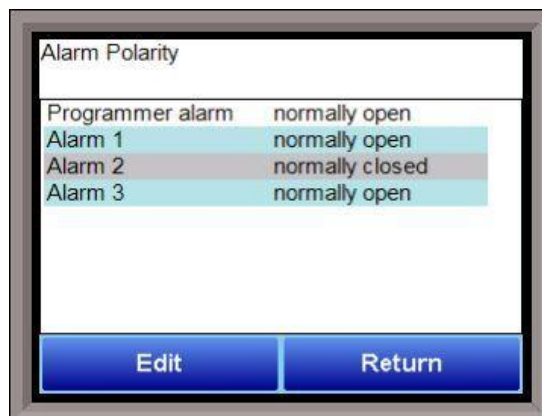 Alarm Polarity
Programmer alarm normally open
Alarm 1 normally open
Alarm 2 normally closed
Alarm 3 normally open
Edit Return